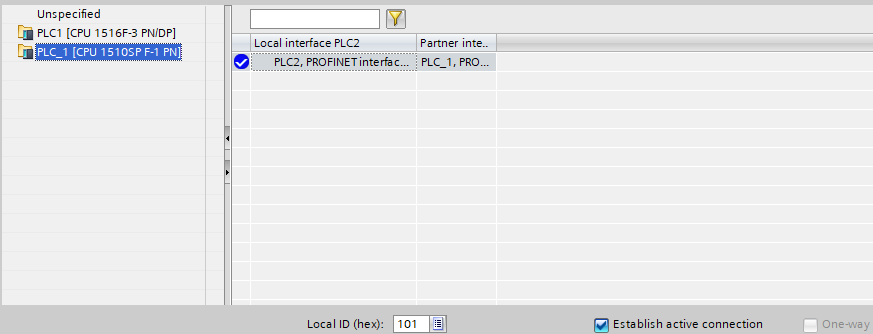 Unspecified
PLC1 [CPU 1516F-3 PN/DP]
PLC_1 [CPU 1510SP F-1 PN]
Local interface PLC2 Partner inte..
PLC2, PROFINET interfac... PLC_1, PRO...
Local ID (hex): 101 Establish active connection One-way